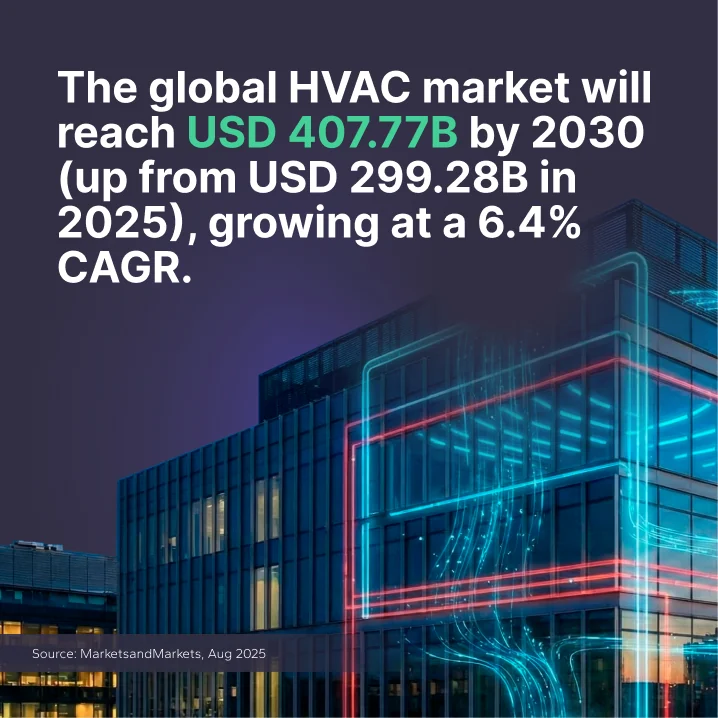 The global HVAC market will
reach USD 407.77B by 2030
(up from USD 299.28B in
2025), growing at a 6.4%
CAGR.
Source: MarketsandMarkets, Aug 2025